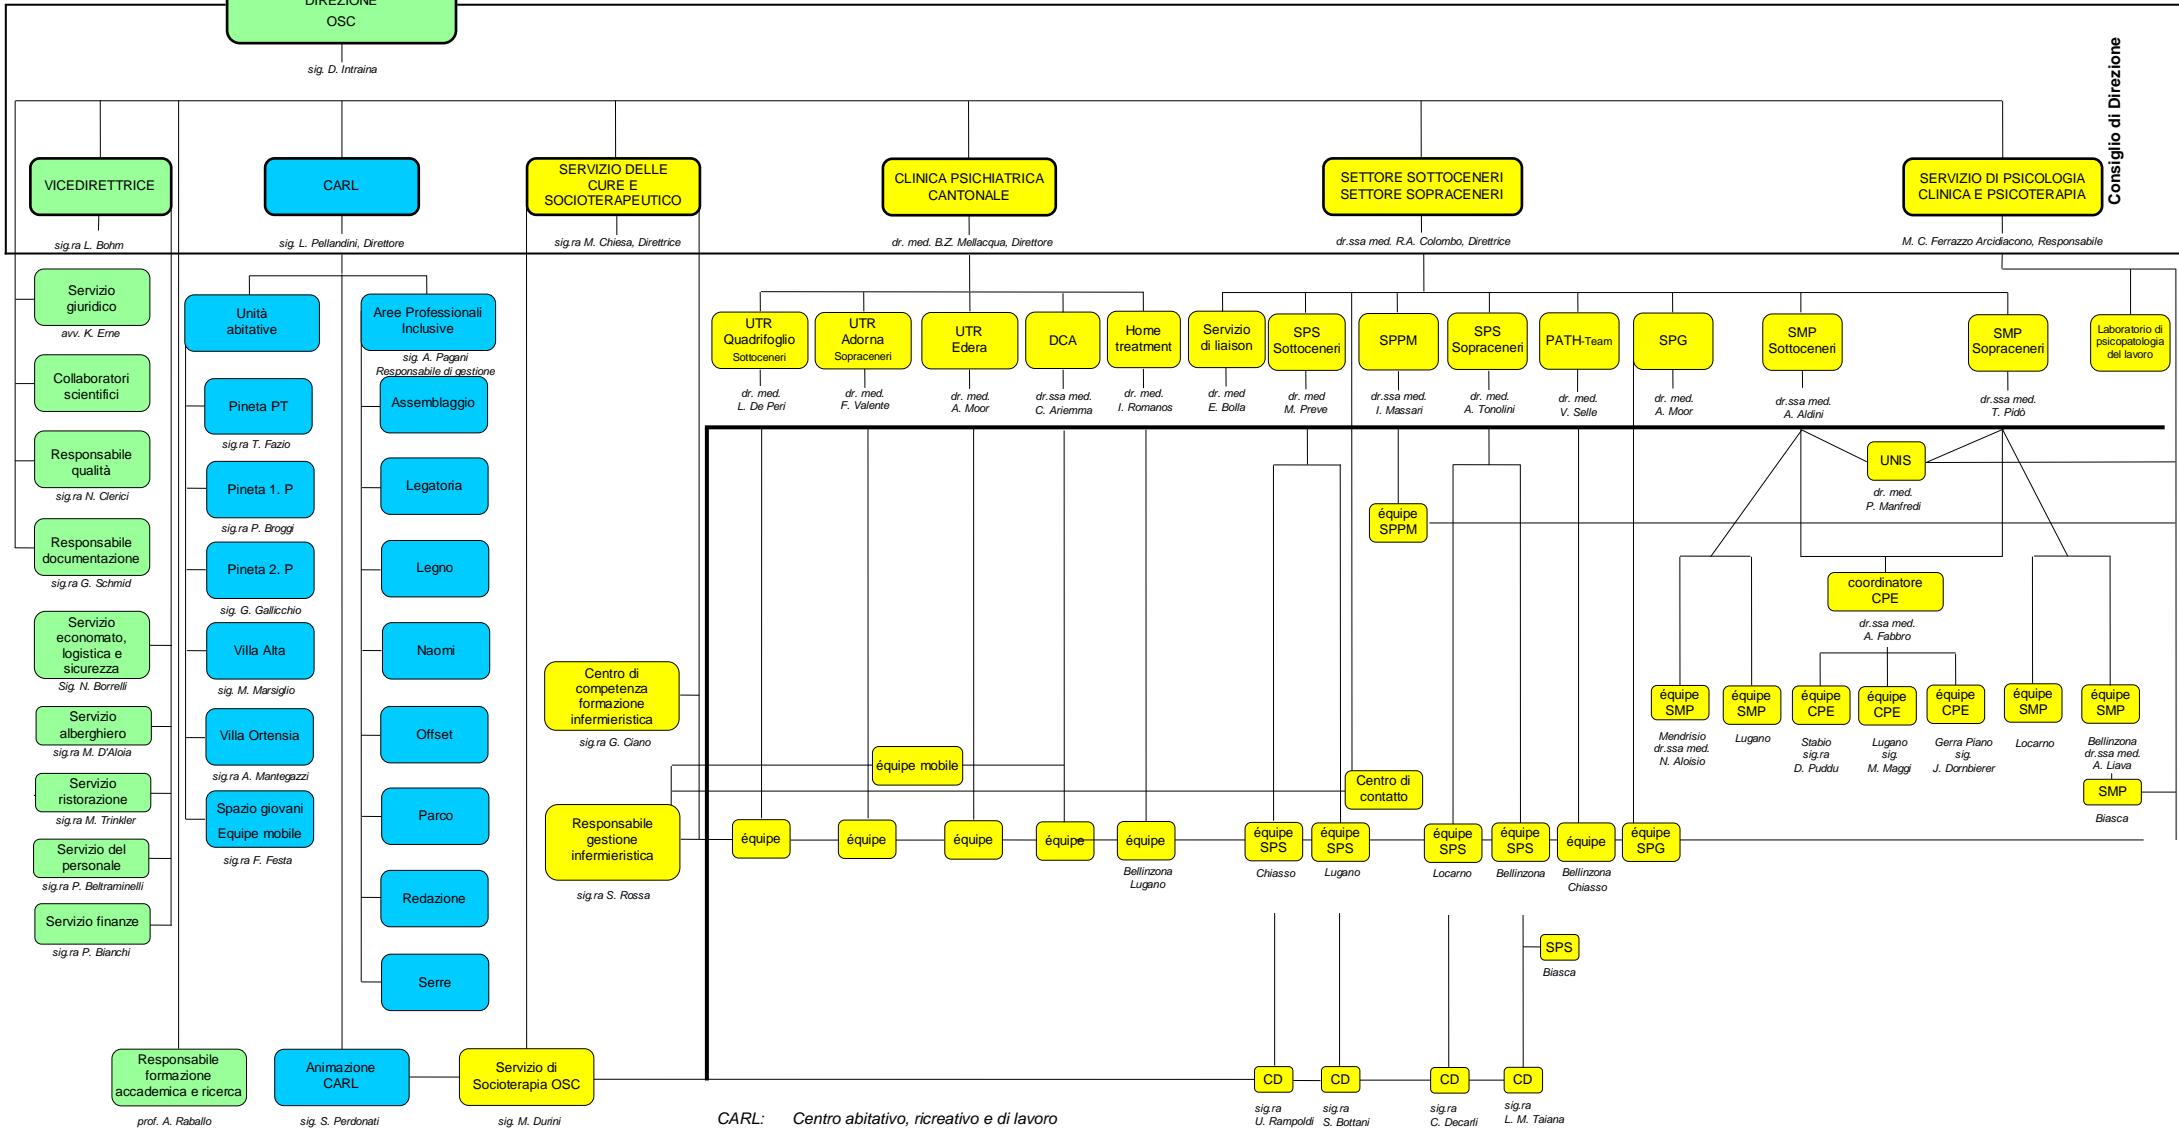 DIREZIONE
OSC
sig. D. Intraina
Consiglio di Direzione
VICEDIRETTRICE
sig.ra L. Bohm
CARL
sig. L. Pellandini, Direttore
SERVIZIO DELLE
CURE E
SOCIOTERAPEUTICO
sig.ra M. Chiesa, Direttrice
CLINICA PSICHIATRICA
CANTONALE
dr. med. B.Z. Mellacqua, Direttore
SETTORE SOTTOCENERI
SETTORE SOPRACENERI
dr.ssa med. R.A. Colombo, Direttrice
SERVIZIO DI PSICOLOGIA
CLINICA E PSICOTERAPIA
M. C. Ferrazzo Arcidiacono, Responsabile
Servizio
giuridico
avv. K. Erne
Collaboratori
scientifici
Responsabile
qualità
sig.ra N. Clerici
Responsabile
documentazione
sig.ra G. Schmid
Servizio
economato,
logistica e
sicurezza
Sig. N. Borrelli
Servizio
alberghiero
sig.ra M. D'Aloia
Servizio
ristorazione
sig.ra M. Trinkler
Servizio del
personale
sig.ra P. Beltraminelli
Servizio finanze
sig.ra P. Bianchi
Responsabile
formazione
accademica e ricerca
prof. A. Raballo
Unità
abitative
Pineta PT
sig.ra T. Fazio
Pineta 1. P
sig.ra P. Broggi
Pineta 2. P
sig. G. Gallicchio
Villa Alta
sig. M. Marsiglio
Villa Ortensia
sig.ra A. Mantegazzi
Spazio giovani
Equipe mobile
sig.ra F. Festa
Aree Professionali
Inclusive
sig. A. Pagani
Responsabile di gestione
Assemblaggio
Legatoria
Legno
Naomi
Offset
Parco
Redazione
Serre
Animazione
CARL
sig. S. Perdonati
Servizio di
Socioterapia OSC
sig. M. Durini
Centro di
competenza
formazione
infermieristica
sig.ra G. Ciano
Responsabile
gestione
infermieristica
sig.ra S. Rossa
UTR
Quadrifoglio
Sottoceneri
dr. med.
L. De Peri
UTR
Adorna
Sopraceneri
dr. med.
F. Valente
UTR
Edera
dr. med.
A. Moor
DCA
dr.ssa med.
C. Ariemma
Home
treatment
dr. med.
I. Romanos
Servizio
di liaison
dr. med
E. Bolla
SPS
Sottoceneri
dr. med
M. Preve
SPPM
dr.ssa med.
I. Massari
SPS
Sopraceneri
dr. med.
A. Tonolini
PATH-Team
dr. med.
V. Selle
SPG
dr. med.
A. Moor
SMP
Sottoceneri
dr.ssa med.
A. Aldini
SMP
Sopraceneri
dr.ssa med.
T. Pidò
Laboratorio di
psicopatologia
del lavoro
UNIS
dr. med.
P. Manfredi
équipe
SPPM
coordinatore
CPE
dr.ssa med.
A. Fabbro
équipe
SMP
Mendrisio
dr.ssa med.
N. Aloisio
équipe
SMP
Lugano
équipe
CPE
Stabio
sig.ra
D. Puddu
équipe
CPE
Lugano
sig.
M. Maggi
équipe
CPE
Gerra Piano
sig.
J. Dornbierer
équipe
SMP
Locarno
équipe
SMP
Bellinzona
dr.ssa med.
A. Liava
SMP
Biasca
équipe mobile
Centro di
contatto
équipe
équipe
équipe
équipe
équipe
Bellinzona
Lugano
équipe
SPS
Chiasso
équipe
SPS
Lugano
équipe
SPS
Locarno
équipe
SPS
Bellinzona
équipe
Bellinzona
Chiasso
équipe
SPG
SPS
Biasca
CD
sig.ra
U. Rampoldi
CD
sig.ra
S. Bottani
CD
sig.ra
C. Decarli
CD
sig.ra
L. M. Taiana
CARL: Centro abitativo, ricreativo e di lavoro